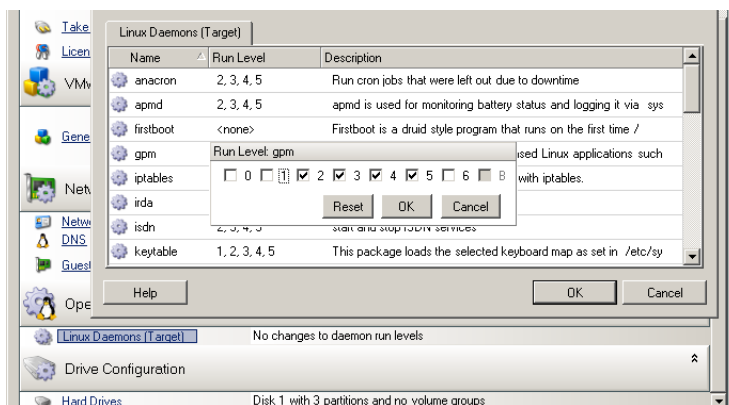 Take
Linux Daemons (Target)
Licen
Name Run Level Description
VMw
anacron 2, 3, 4, 5 Run cron jobs that were left out due to downtime
apmd 2, 3, 4, 5 apmd is used for monitoring battery status and logging it via sys
Gene
firstboot <none> Firstboot is a druid style program that runs on the first time /
gpm Run Level: gpm sed Linux applications such
Netw
iptables 0 1 2 3 4 5 6 B with iptables.
irda Reset OK Cancel
Netwo
isdn 2, 3, 4, 5 start and stop ISDN services
DNS
keytable 1, 2, 3, 4, 5 This package loads the selected keyboard map as set in /etc/sy
Guest
Help OK Cancel
Ope
Linux Daemons (Target) No changes to daemon run levels
Drive Configuration
Hard Drives Disk 1 with 3 partitions and no volume groups